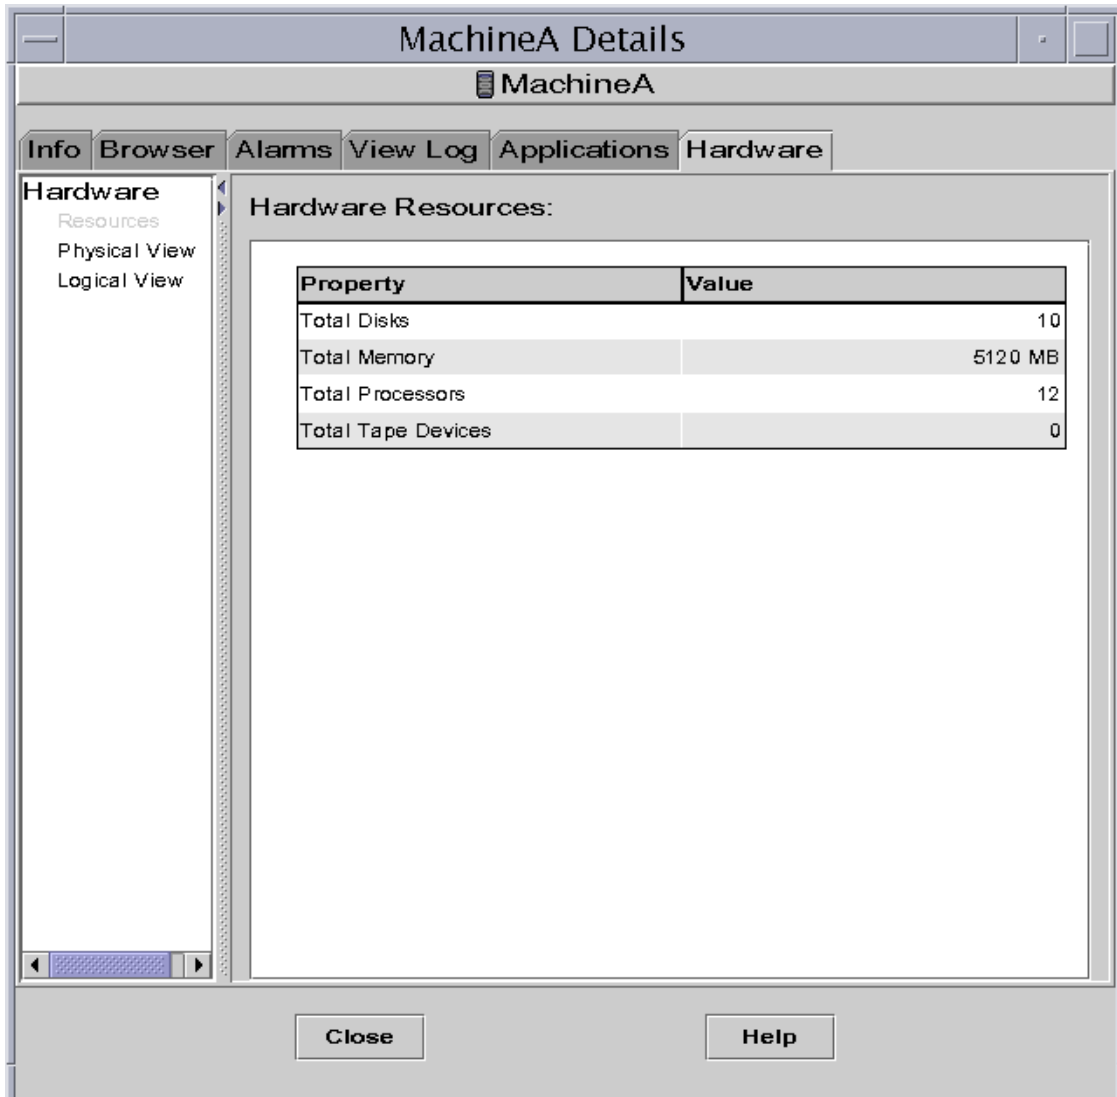 MachineA Details
MachineA
Info Browser Alarms View Log Applications Hardware
Hardware
Resources
Physical View
Logical View
Hardware Resources:
Property Value
Total Disks 10
Total Memory 5120 MB
Total Processors 12
Total Tape Devices 0
Close Help